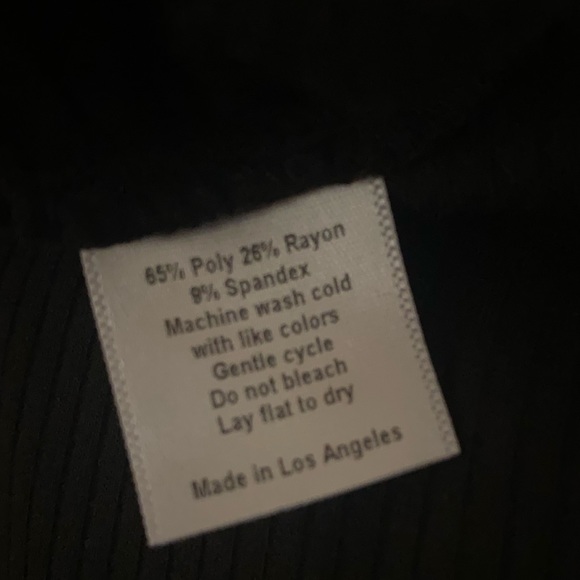 65% Poly 26% Rayon
9% Spandex
Machine wash cold
with like colors
Gentle cycle
Do not bleach
Lay flat to dry
Made in Los Angeles